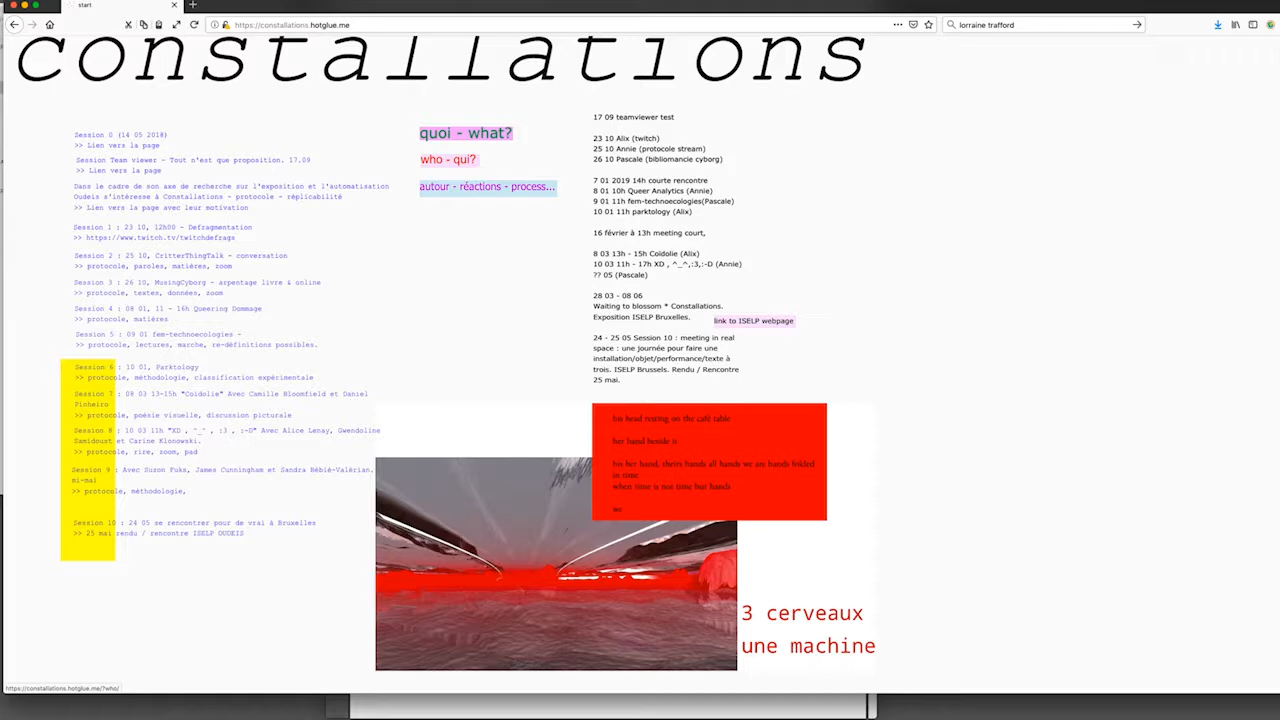 start
https://constallations.hotglue.me
lorraine trafford
constallations
Session 0 (14 05 2018)
>> Lien vers la page
Session Team viewer - Tout n'est que proposition. 17.09
>> Lien vers la page
Dans le cadre de son axe de recherche sur l'exposition et l'automatisation
Oudeis s'intéresse à Constallations - protocole - réplicabilité
>> Lien vers la page avec leur motivation
Session 1 : 23 10, 12h00 - Defragmentation
>> https://www.twitch.tv/twitchdefrags
Session 2 : 25 10, CritterThingTalk - conversation
>> protocole, paroles, matières, zoom
Session 3 : 26 10, MusingCyborg - arpentage livre & online
>> protocole, textes, données, zoom
Session 4 : 08 01, 11 - 16h Queering Dommage
>> protocole, matières
Session 5 : 09 01 fem-technoecologies -
>> protocole, lectures, marche, re-définitions possibles.
Session 6 : 10 01, Parktology
>> protocole, méthodologie, classification expérimentale
Session 7 : 08 03 13-15h "Coïdolie" Avec Camille Bloomfield et Daniel
Pinheiro
>> protocole, poésie visuelle, discussion picturale
Session 8 : 10 03 11h "XD , ^_^ , :3 , :-D" Avec Alice Lenay, Gwendoline
Samidoust et Carine Klonowski.
>> protocole, rire, zoom, pad
Session 9 : Avec Suzon Fuks, James Cunningham et Sandra Bébié-Valérian.
mi-mai
>> protocole, méthodologie,
Session 10 : 24 05 se rencontrer pour de vrai à Bruxelles
>> 25 mai rendu / rencontre ISELP OUDEIS
quoi - what?
who - qui?
autour - réactions - process...
17 09 teamviewer test
23 10 Alix (twitch)
25 10 Annie (protocole stream)
26 10 Pascale (bibliomancie cyborg)
7 01 2019 14h courte rencontre
8 01 10h Queer Analytics (Annie)
9 01 11h fem-technoecologies(Pascale)
10 01 11h parktology (Alix)
16 février à 13h meeting court,
8 03 13h - 15h Coïdolie (Alix)
10 03 11h - 17h XD , ^_^,:3,:-D (Annie)
?? 05 (Pascale)
28 03 - 08 06
Waiting to blossom * Constallations.
Exposition ISELP Bruxelles.
link to ISELP webpage
24 - 25 05 Session 10 : meeting in real
space : une journée pour faire une
installation/objet/performance/texte à
trois. ISELP Brussels. Rendu / Rencontre
25 mai.
his head resting on the café table
her hand beside it
his her hand, theirs hands all hands we are hands folded
in time
when time is not time but hands
we
3 cerveaux
une machine
https://constallations.hotglue.me/?who/